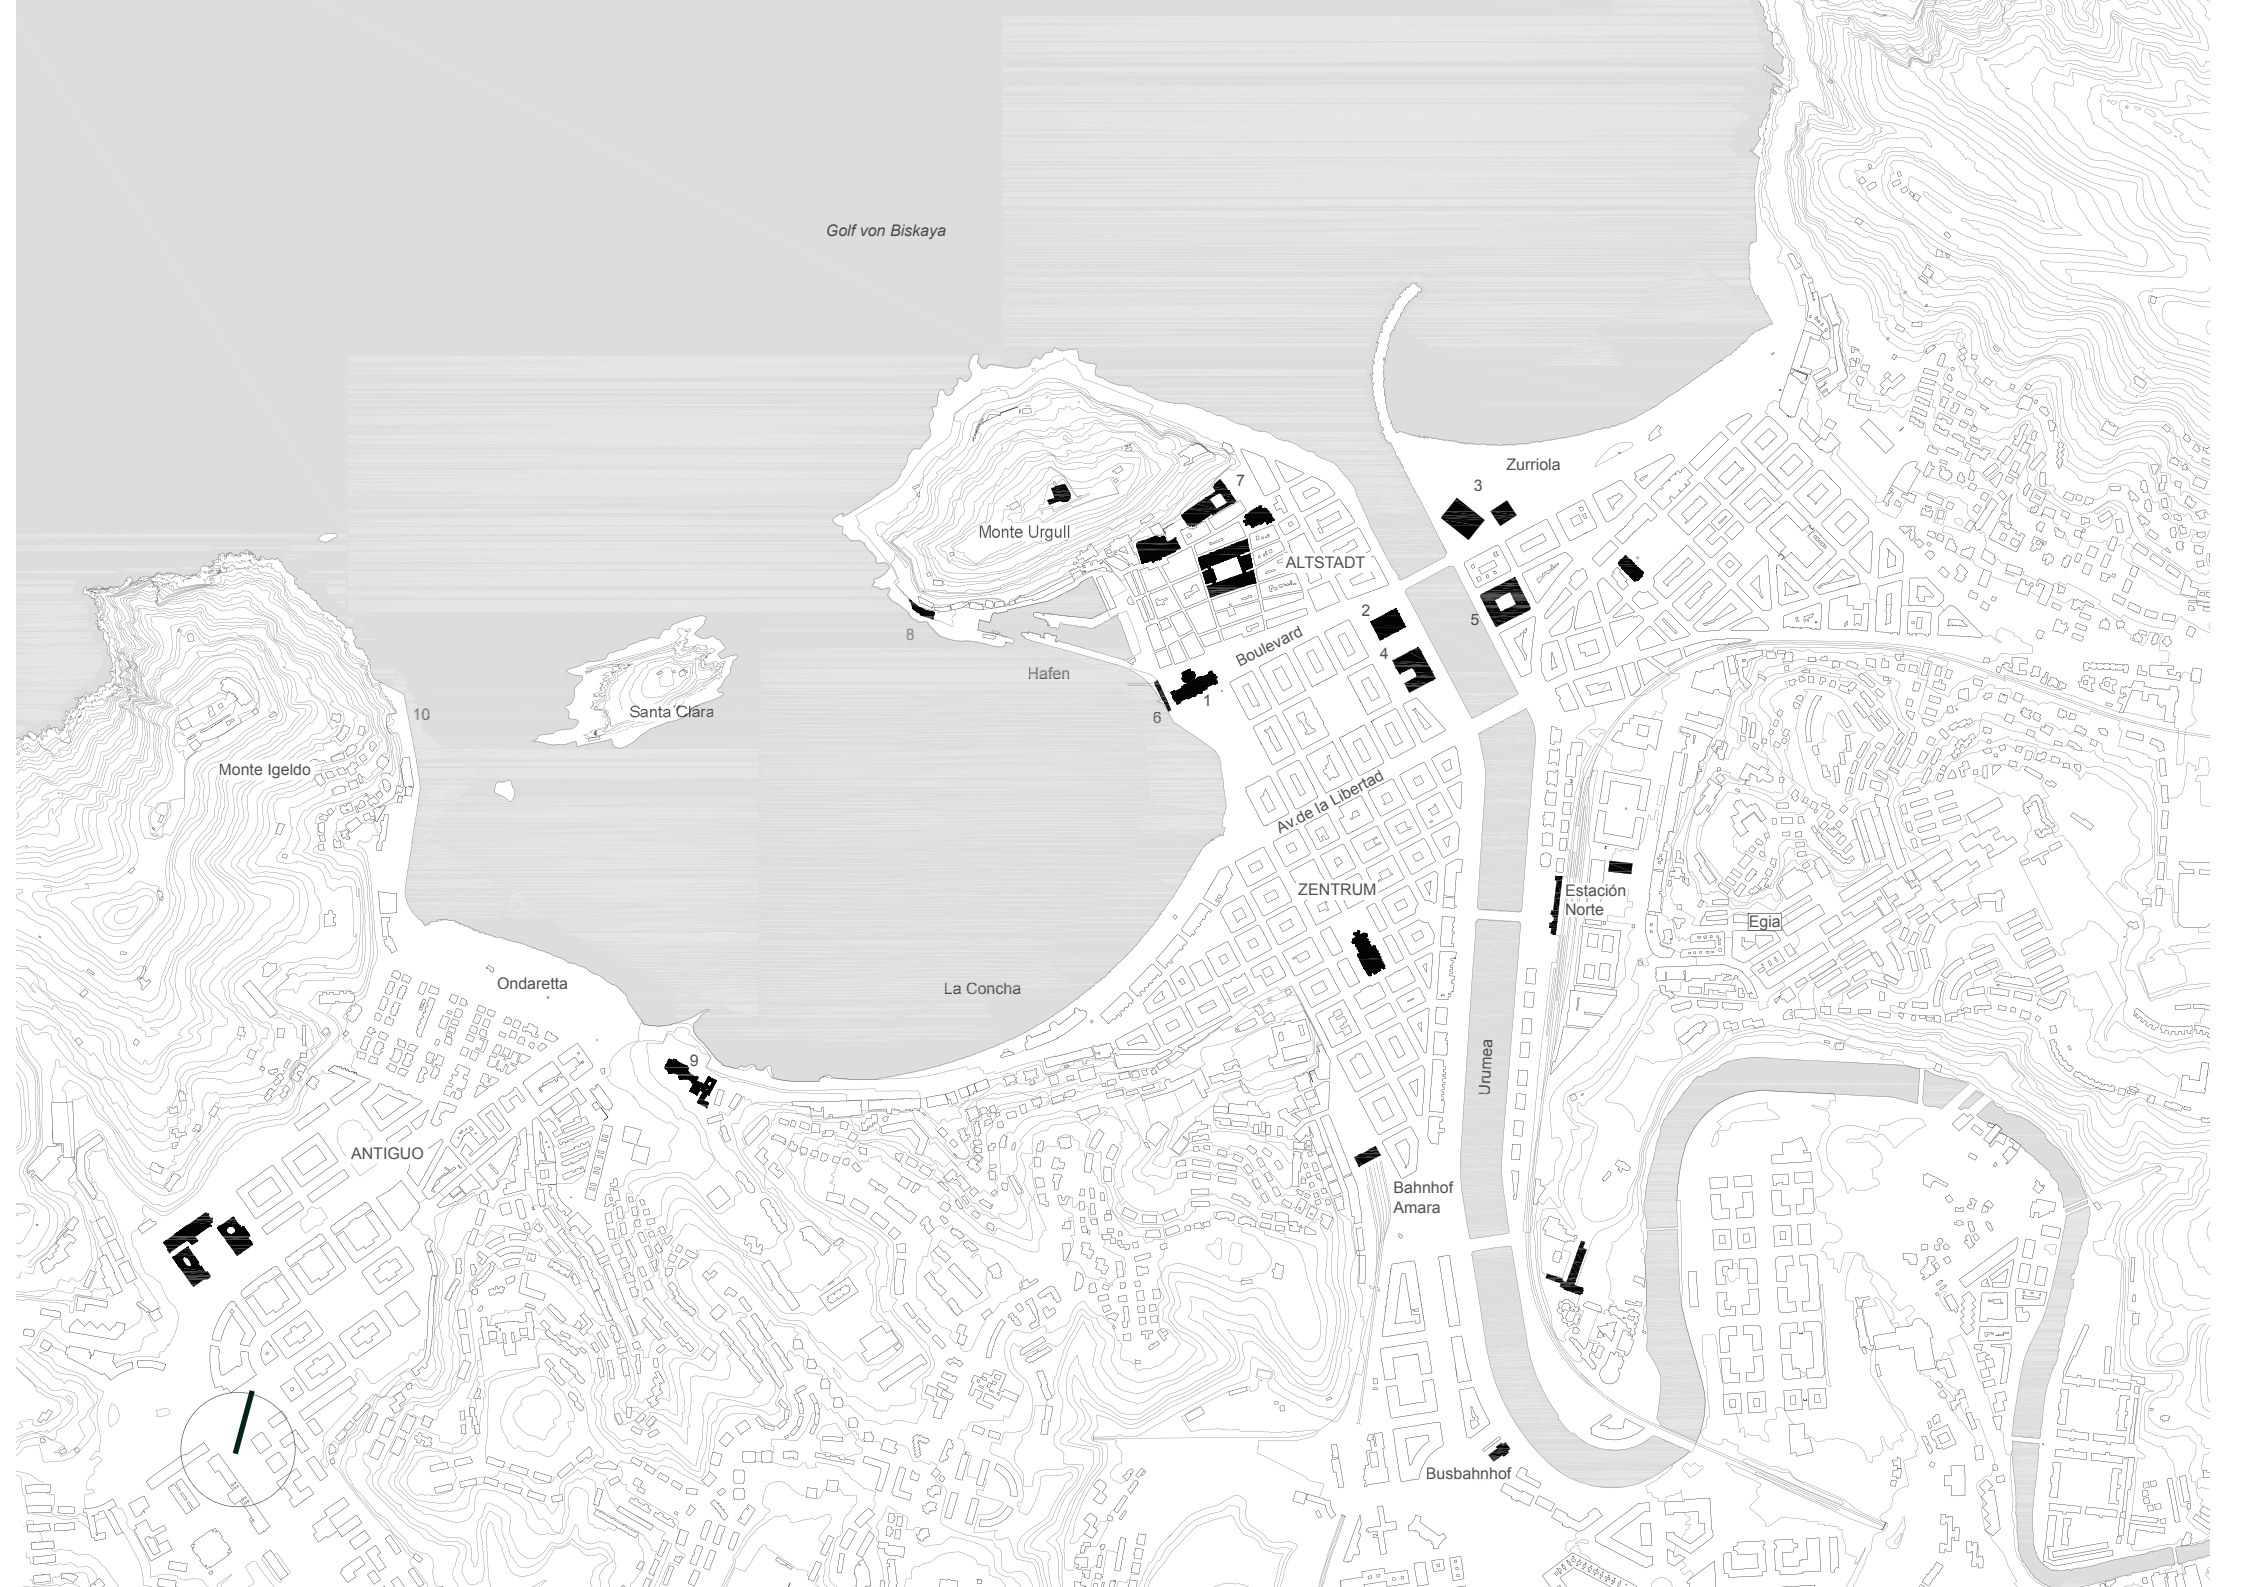 Golf von Biskaya
Zurriola
7
3
Monte Urgull
ALTSTADT
2
5
8
Boulevard
4
Hafen
1
6
10
Santa Clara
Monte Igeldo
Av.de la Libertad
ZENTRUM
Estación
Norte
Egia
Ondaretta
La Concha
9
Urumea
ANTIGUO
Bahnhof
Amara
Busbahnhof